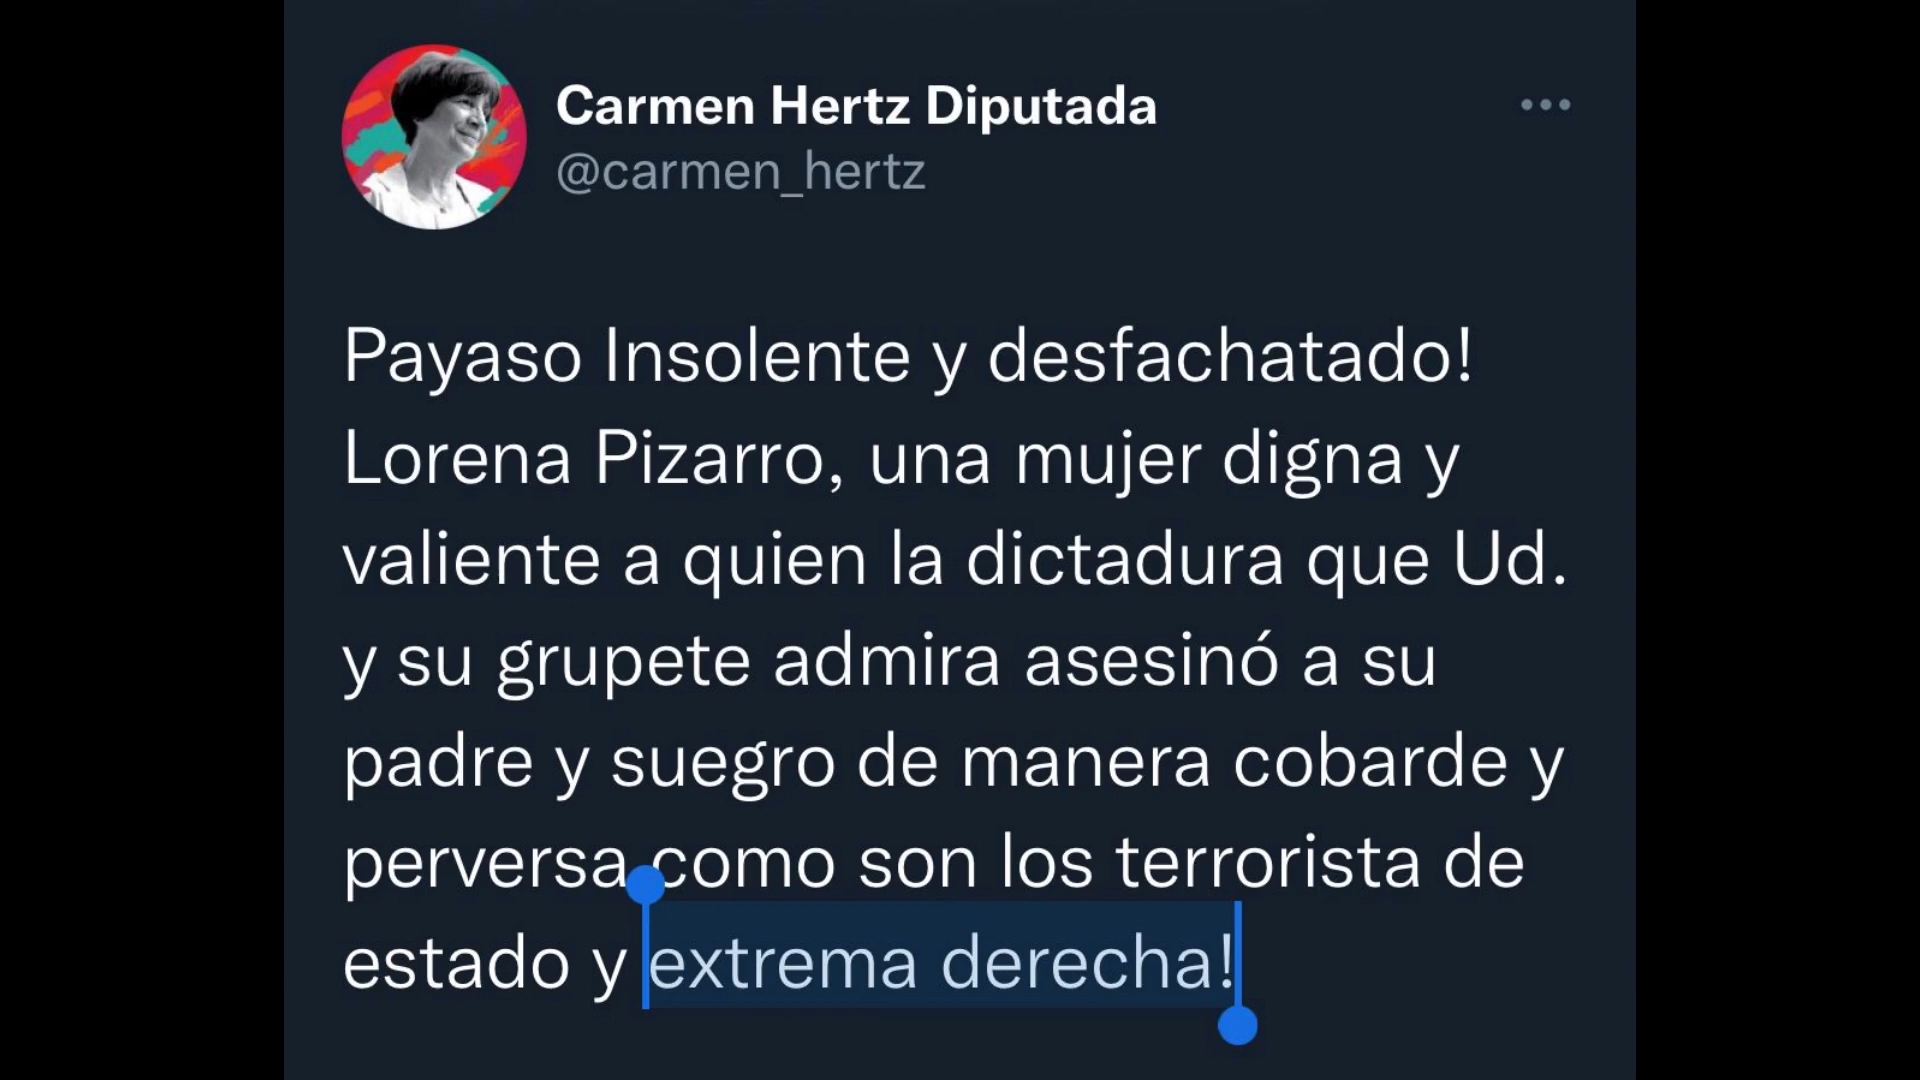 Carmen Hertz Diputada
@carmen_hertz
Payaso Insolente y desfachatado!
Lorena Pizarro, una mujer digna y
valiente a quien la dictadura que Ud.
y su grupete admira asesinó a su
padre y suegro de manera cobarde y
perversa como son los terrorista de
estado y extrema derecha!